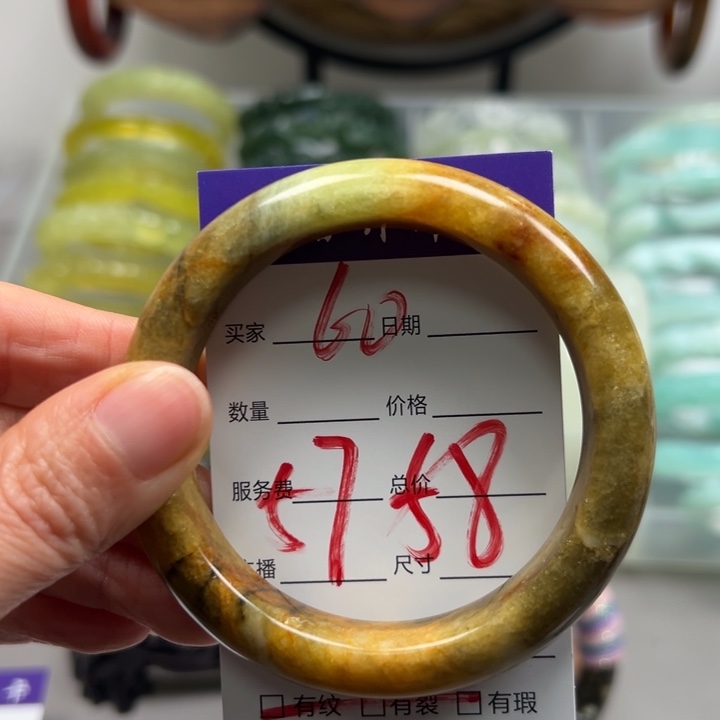 60
买家 日期
数量 价格
57 58
服务费 总价
播 尺寸
有纹 有裂 有瑕